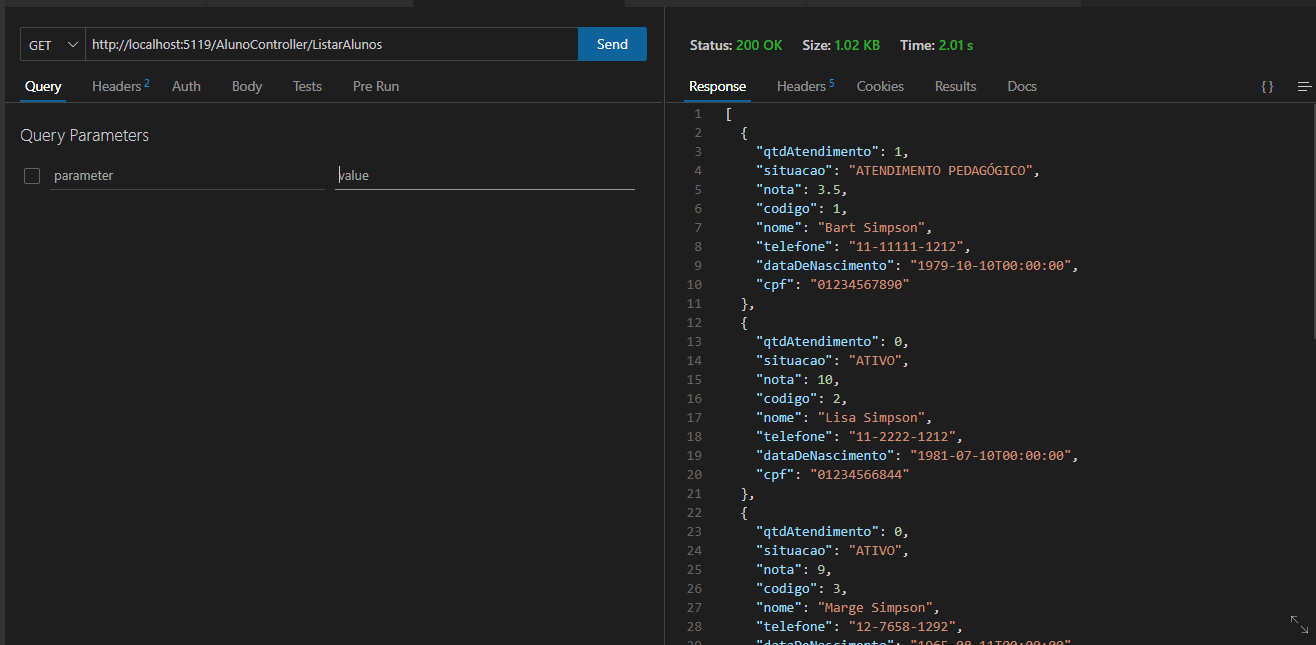 GET http://localhost:5119/AlunoController/ListarAlunos Send
Query Headers 2 Auth Body Tests Pre Run
Query Parameters
parameter value
Status: 200 OK Size: 1.02 KB Time: 2.01 s
Response Headers 5 Cookies Results Docs { }
1 [
2 {
3 "qtdAtendimento": 1,
4 "situacao": "ATENDIMENTO PEDAGÓGICO",
5 "nota": 3.5,
6 "codigo": 1,
7 "nome": "Bart Simpson",
8 "telefone": "11-11111-1212",
9 "dataDeNascimento": "1979-10-10T00:00:00",
10 "cpf": "01234567890"
11 },
12 {
13 "qtdAtendimento": 0,
14 "situacao": "ATIVO",
15 "nota": 10,
16 "codigo": 2,
17 "nome": "Lisa Simpson",
18 "telefone": "11-2222-1212",
19 "dataDeNascimento": "1981-07-10T00:00:00",
20 "cpf": "01234566844"
21 },
22 {
23 "qtdAtendimento": 0,
24 "situacao": "ATIVO",
25 "nota": 9,
26 "codigo": 3,
27 "nome": "Marge Simpson",
28 "telefone": "12-7658-1292",
29 "dataDeNascimento": "1965-08-11T00:00:00",